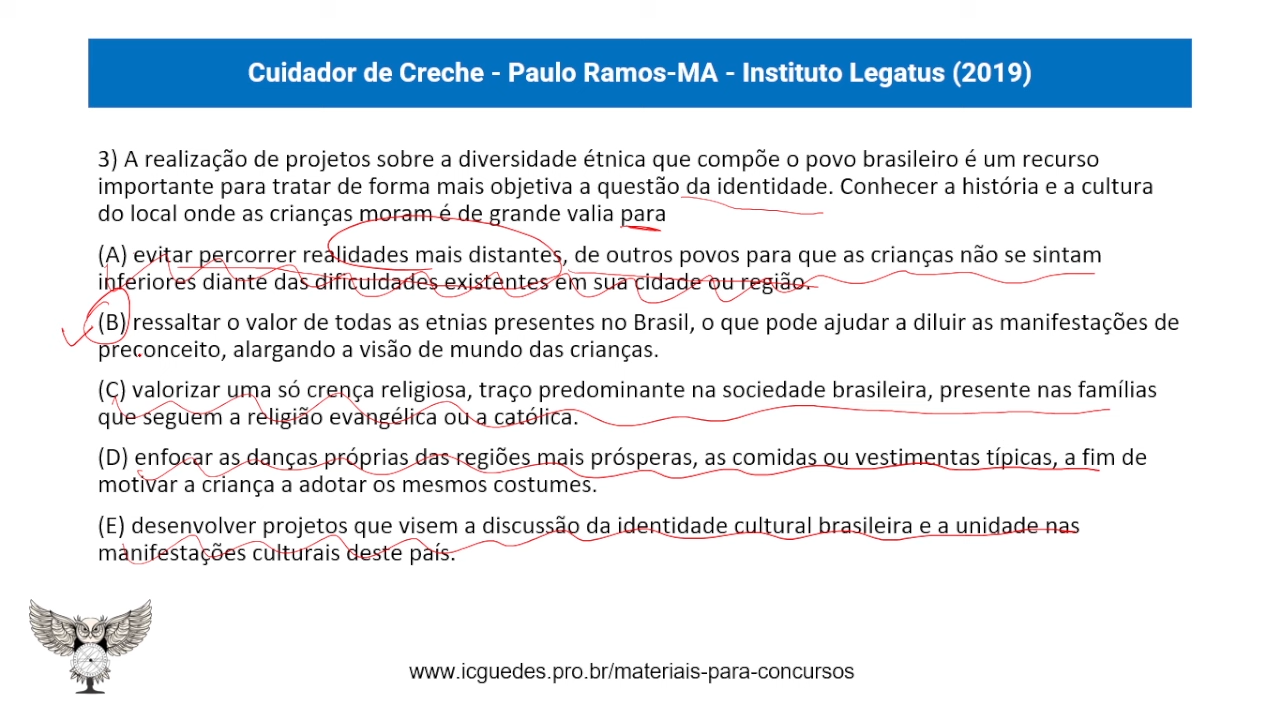 Cuidador de Creche - Paulo Ramos-MA - Instituto Legatus (2019)
3) A realização de projetos sobre a diversidade étnica que compõe o povo brasileiro é um recurso
importante para tratar de forma mais objetiva a questão da identidade. Conhecer a história e a cultura
do local onde as crianças moram é de grande valia para
(A) evitar percorrer realidades mais distantes, de outros povos para que as crianças não se sintam
inferiores diante das dificuldades existentes em sua cidade ou região.
(B) ressaltar o valor de todas as etnias presentes no Brasil, o que pode ajudar a diluir as manifestações de
preconceito, alargando a visão de mundo das crianças.
(C) valorizar uma só crença religiosa, traço predominante na sociedade brasileira, presente nas famílias
que seguem a religião evangélica ou a católica.
(D) enfocar as danças próprias das regiões mais prósperas, as comidas ou vestimentas típicas, a fim de
motivar a criança a adotar os mesmos costumes.
(E) desenvolver projetos que visem a discussão da identidade cultural brasileira e a unidade nas
manifestações culturais deste país.
www.icguedes.pro.br/materiais-para-concursos